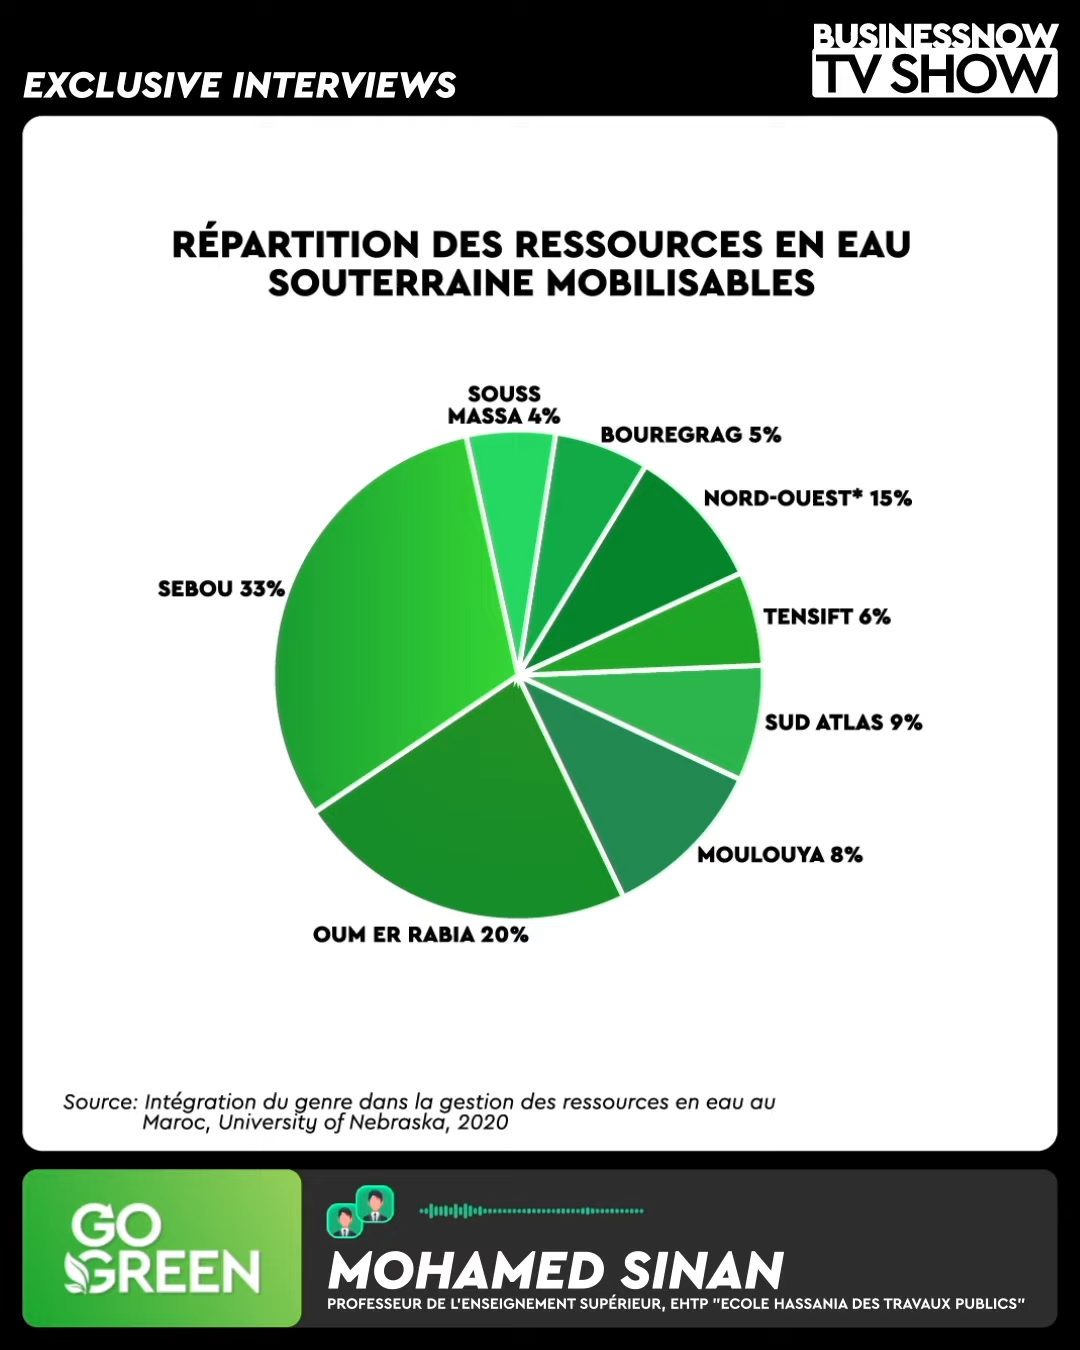 BUSINESSNOW
TV SHOW
EXCLUSIVE INTERVIEWS
RÉPARTITION DES RESSOURCES EN EAU
SOUTERRAINE MOBILISABLES
SOUSS
MASSA 4%
BOUREGRAG 5%
NORD-OUEST* 15%
SEBOU 33%
TENSIFT 6%
SUD ATLAS 9%
MOULOUYA 8%
OUM ER RABIA 20%
Source: Intégration du genre dans la gestion des ressources en eau au
Maroc, University of Nebraska, 2020
GO
GREEN
MOHAMED SINAN
PROFESSEUR DE L'ENSEIGNEMENT SUPÉRIEUR, EHTP "ECOLE HASSANIA DES TRAVAUX PUBLICS"